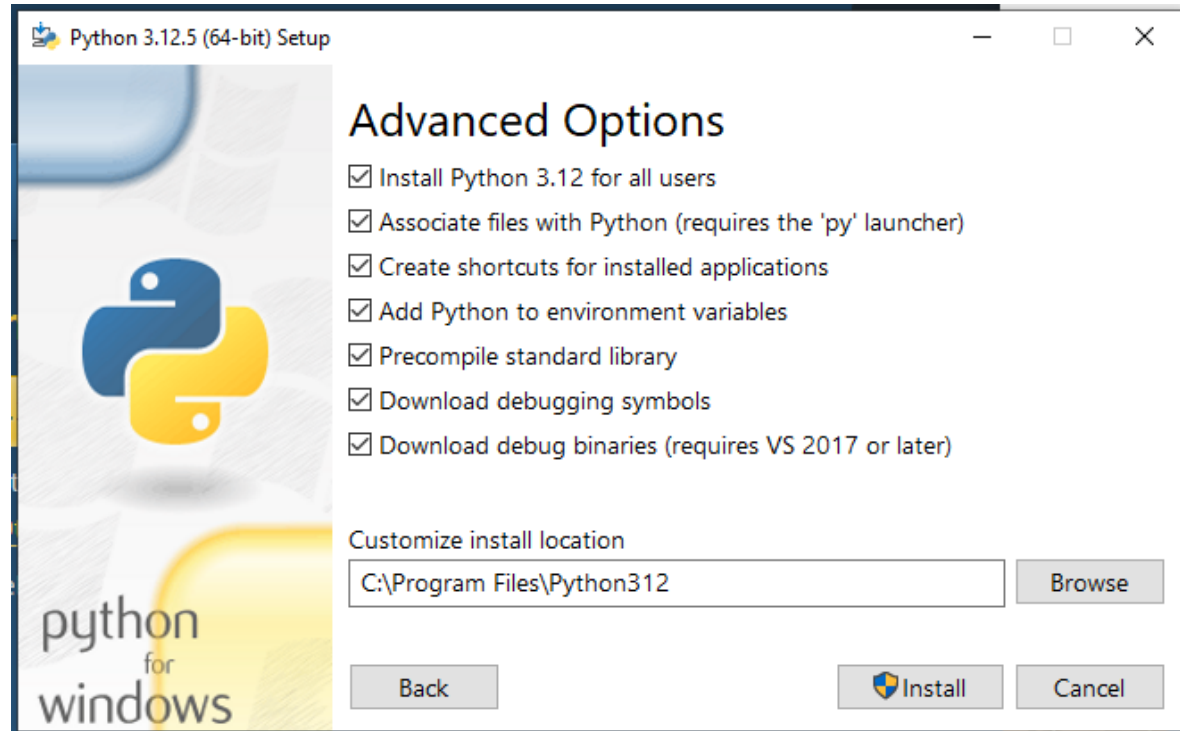 Python 3.12.5 (64-bit) Setup
Advanced Options
Install Python 3.12 for all users
Associate files with Python (requires the 'py' launcher)
Create shortcuts for installed applications
Add Python to environment variables
Precompile standard library
Download debugging symbols
Download debug binaries (requires VS 2017 or later)
Customize install location
C:\Program Files\Python312
Browse
python
for
windows
Back
Install
Cancel